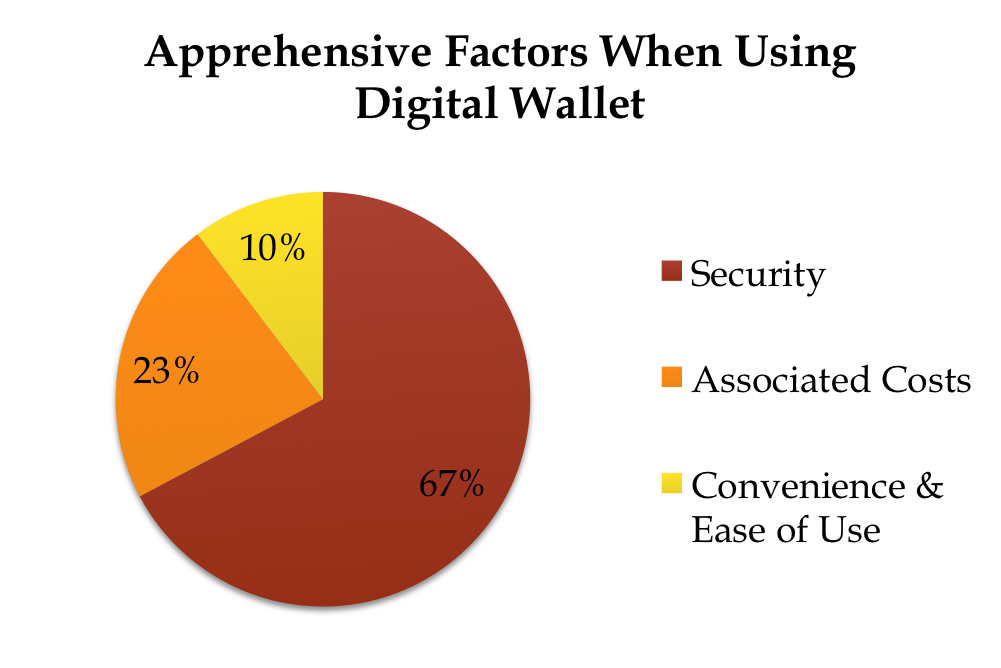 Apprehensive Factors When Using
Digital Wallet
10%
23%
67%
Security
Associated Costs
Convenience &
Ease of Use